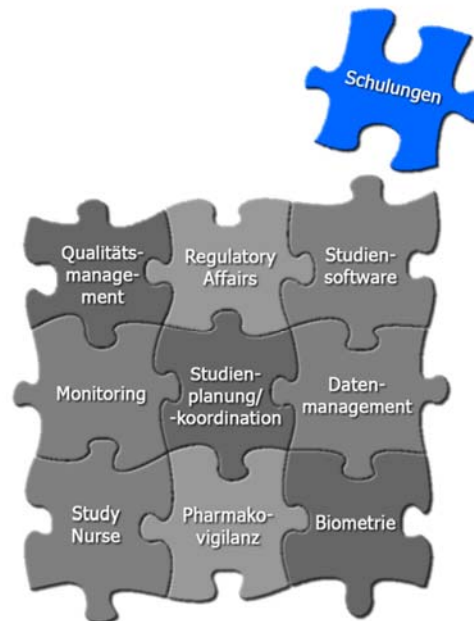 Schulungen
Qualitäts-
manage-
ment
Regulatory
Affairs
Studien-
software
Monitoring
Studien-
planung/
-koordination
Daten-
management
Study
Nurse
Pharmako-
vigilanz
Biometrie